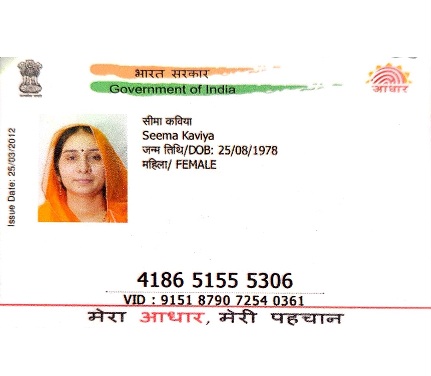 भारत सरकार
Government of India
आधार
Issue Date: 25/03/2012
सीमा कविया
Seema Kaviya
जन्म तिथि/DOB: 25/08/1978
महिला/ FEMALE
4186 5155 5306
VID : 9151 8790 7254 0361
मेरा आधार, मेरी पहचान